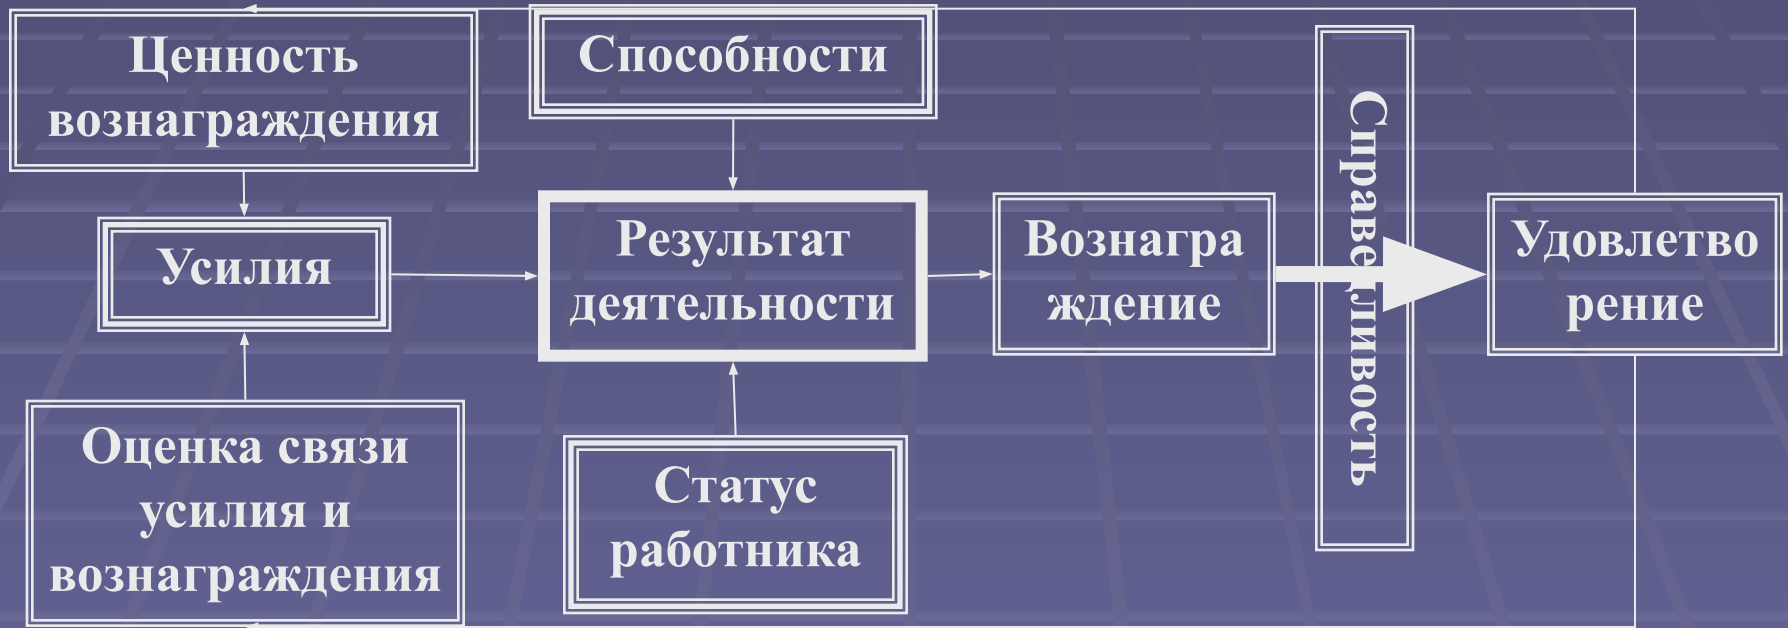 Ценность
вознаграждения
Способности
Справедливость
Усилия
Результат
деятельности
Вознагра
ждение
Удовлетво
рение
Оценка связи
усилия и
вознаграждения
Статус
работника